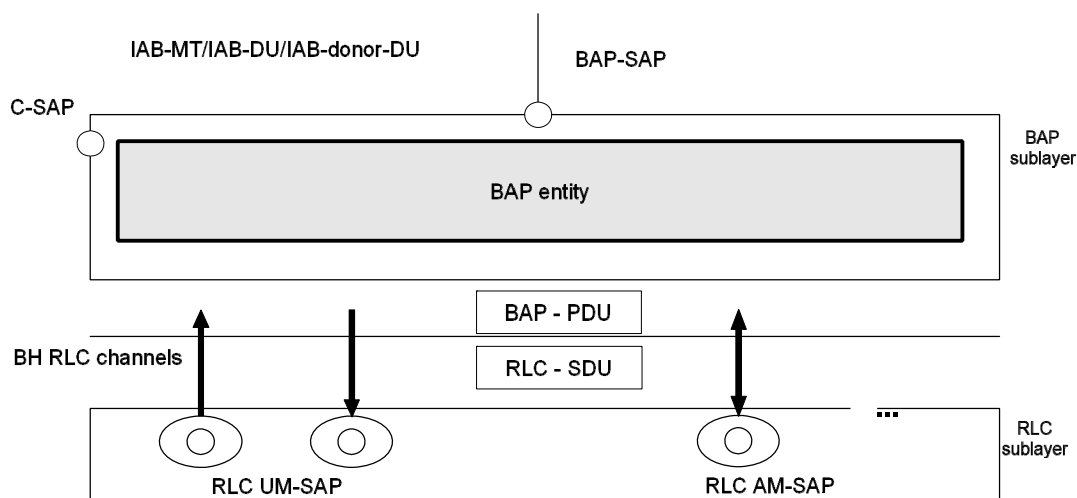 IAB-MT/IAB-DU/IAB-donor-DU
BAP-SAP
C-SAP
BAP
sublayer
BAP entity
BAP - PDU
BH RLC channels
RLC - SDU
RLC
sublayer
RLC UM-SAP
RLC AM-SAP